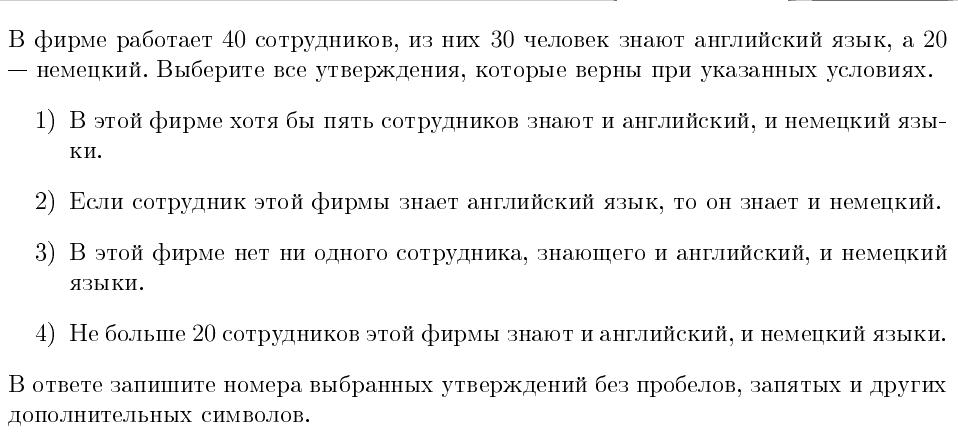 В фирме работает 40 сотрудников, из них 30 человек знают английский язык, а 20
— немецкий. Выберите все утверждения, которые верны при указанных условиях.
1) В этой фирме хотя бы пять сотрудников знают и английский, и немецкий язы-
ки.
2) Если сотрудник этой фирмы знает английский язык, то он знает и немецкий.
3) В этой фирме нет ни одного сотрудника, знающего и английский, и немецкий
языки.
4) Не больше 20 сотрудников этой фирмы знают и английский, и немецкий языки.
В ответе запишите номера выбранных утверждений без пробелов, запятых и других
дополнительных символов.